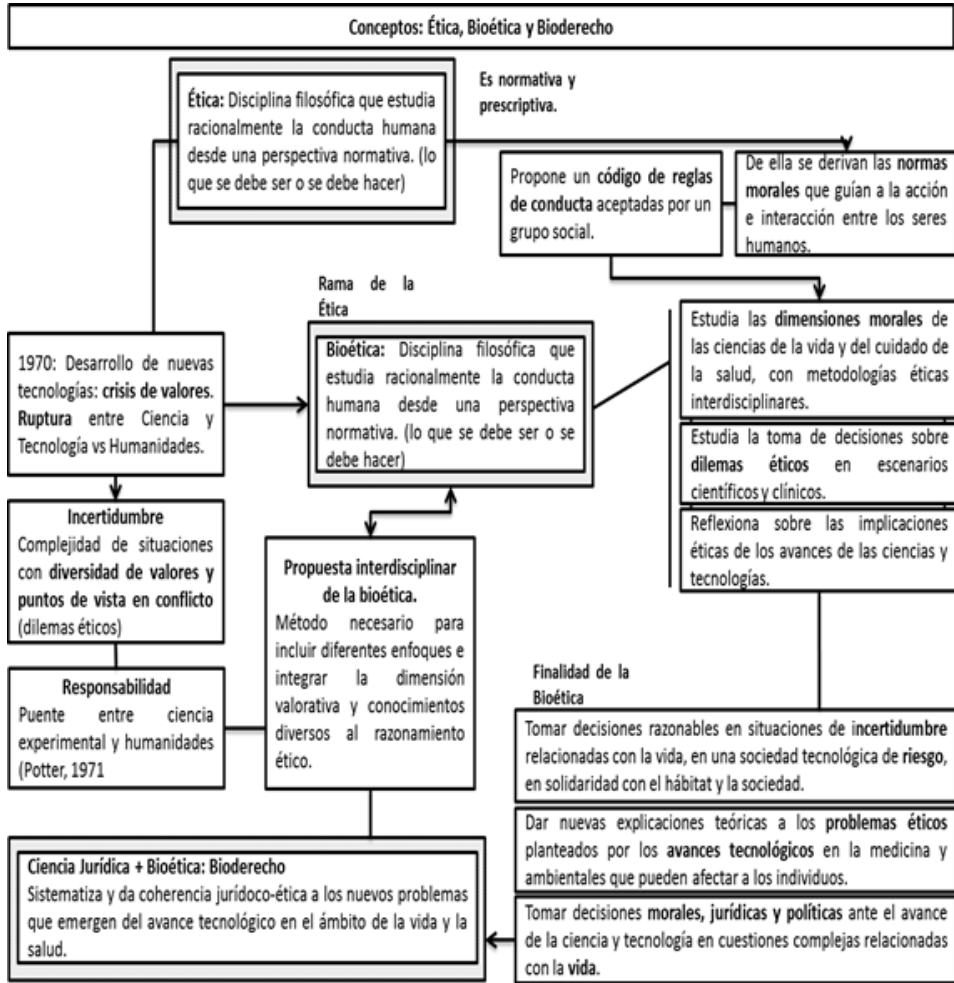 Conceptos: Ética, Bioética y Bioderecho
Ética: Disciplina filosófica que estudia
racionalmente la conducta humana
desde una perspectiva normativa. (lo
que se debe ser o se debe hacer)
Es normativa y
prescriptiva.
Propone un código de reglas
de conducta aceptadas por un
grupo social.
De ella se derivan las normas
morales que guían a la acción
e interacción entre los seres
humanos.
Rama de la
Ética
1970: Desarrollo de nuevas
tecnologías: crisis de valores.
Ruptura entre Ciencia y
Tecnología vs Humanidades.
Bioética: Disciplina filosófica que
estudia racionalmente la conducta
humana desde una perspectiva
normativa. (lo que se debe ser o se
debe hacer)
Estudia las dimensiones morales de
las ciencias de la vida y del cuidado de
la salud, con metodologías éticas
interdisciplinares.
Estudia la toma de decisiones sobre
dilemas éticos en escenarios
científicos y clínicos.
Reflexiona sobre las implicaciones
éticas de los avances de las ciencias y
tecnologías.
Incertidumbre
Complejidad de situaciones
con diversidad de valores y
puntos de vista en conflicto
(dilemas éticos)
Responsabilidad
Puente entre ciencia
experimental y humanidades
(Potter, 1971
Propuesta interdisciplinar
de la bioética.
Método necesario para
incluir diferentes enfoques e
integrar la dimensión
valorativa y conocimientos
diversos al razonamiento
ético.
Finalidad de la
Bioética
Tomar decisiones razonables en situaciones de incertidumbre
relacionadas con la vida, en una sociedad tecnológica de riesgo,
en solidaridad con el hábitat y la sociedad.
Dar nuevas explicaciones teóricas a los problemas éticos
planteados por los avances tecnológicos en la medicina y
ambientales que pueden afectar a los individuos.
Tomar decisiones morales, jurídicas y políticas ante el avance
de la ciencia y tecnología en cuestiones complejas relacionadas
con la vida.
Ciencia Jurídica + Bioética: Bioderecho
Sistematiza y da coherencia jurídoco-ética a los nuevos problemas
que emergen del avance tecnológico en el ámbito de la vida y la
salud.